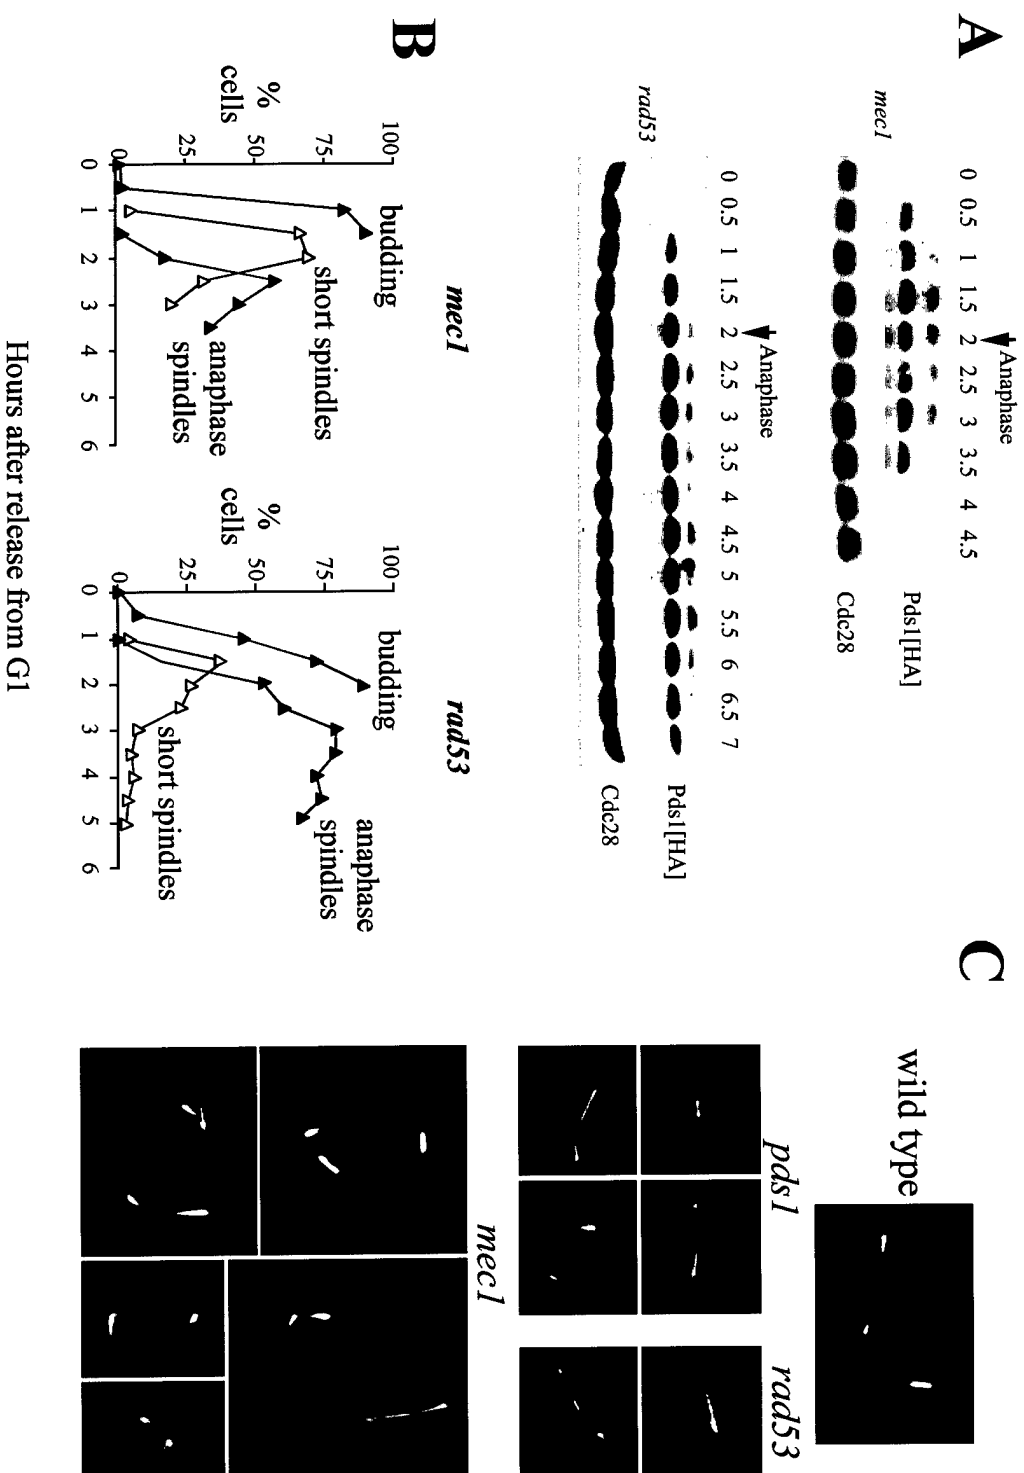 A
Anaphase
0 0.5 1 1.5 2 2.5 3 3.5 4 4.5
mec1
Pds1[HA]
Cdc28
Anaphase
0 0.5 1 1.5 2 2.5 3 3.5 4 4.5 5 5.5 6 6.5 7
rad53
Pds1[HA]
Cdc28
B
mec1
100
75
50
25
0
%
cells
budding
short spindles
anaphase
spindles
0 1 2 3 4 5 6
rad53
100
75
50
25
0
%
cells
budding
anaphase
spindles
short spindles
0 1 2 3 4 5 6
Hours after release from G1
C
wild type
pds1
rad53
mec1